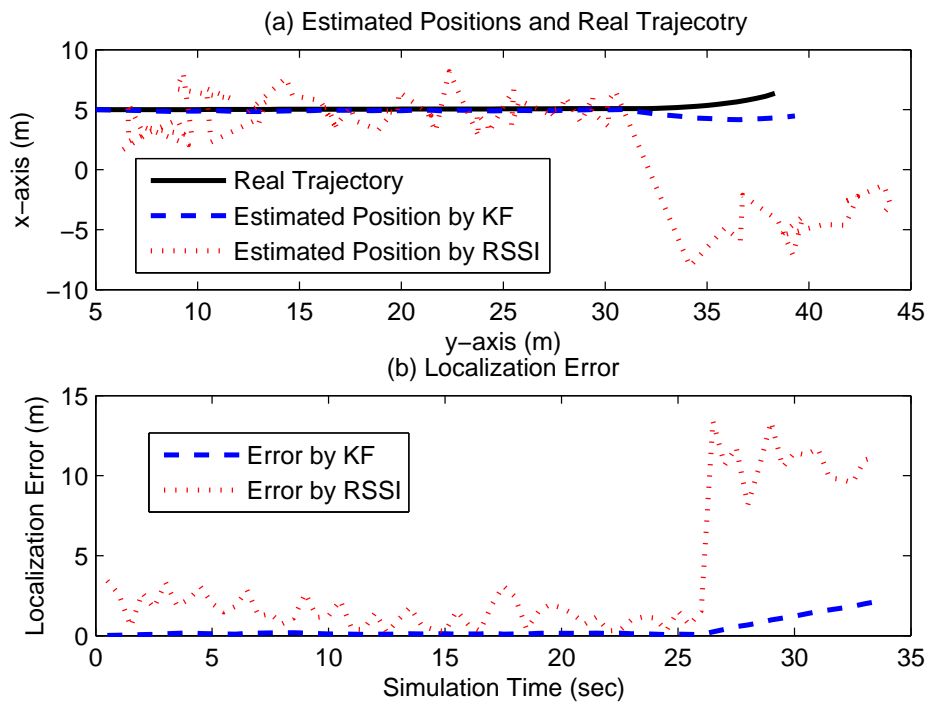 (a) Estimated Positions and Real Trajecotry
10
5
0
−5
−10
x−axis (m)
Real Trajectory
Estimated Position by KF
Estimated Position by RSSI
5 10 15 20 25 30 35 40 45
y−axis (m)
(b) Localization Error
15
10
5
0
Localization Error (m)
Error by KF
Error by RSSI
0 5 10 15 20 25 30 35
Simulation Time (sec)